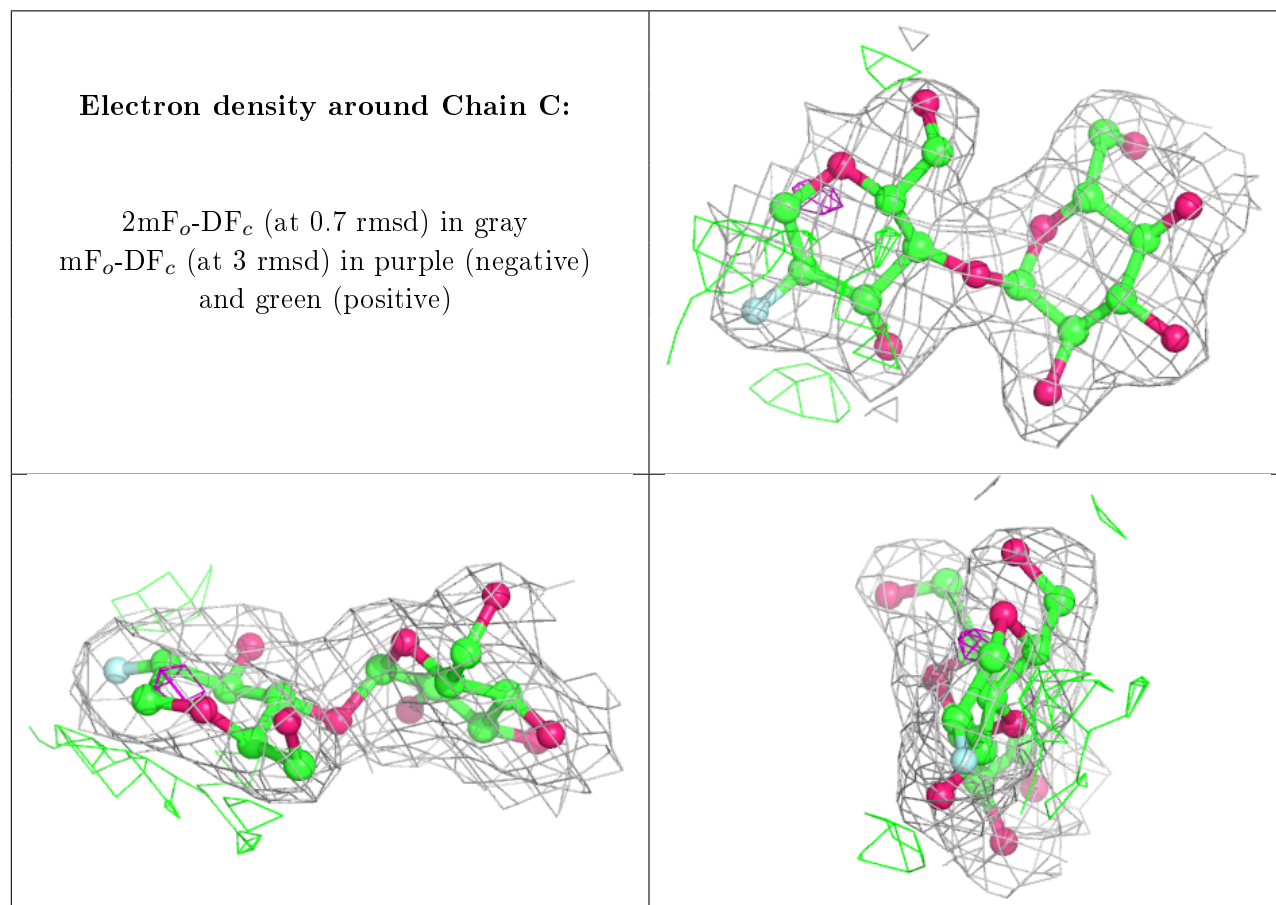 Electron density around Chain C:
2mFo-DFc (at 0.7 rmsd) in gray
mFo-DFc (at 3 rmsd) in purple (negative)
and green (positive)